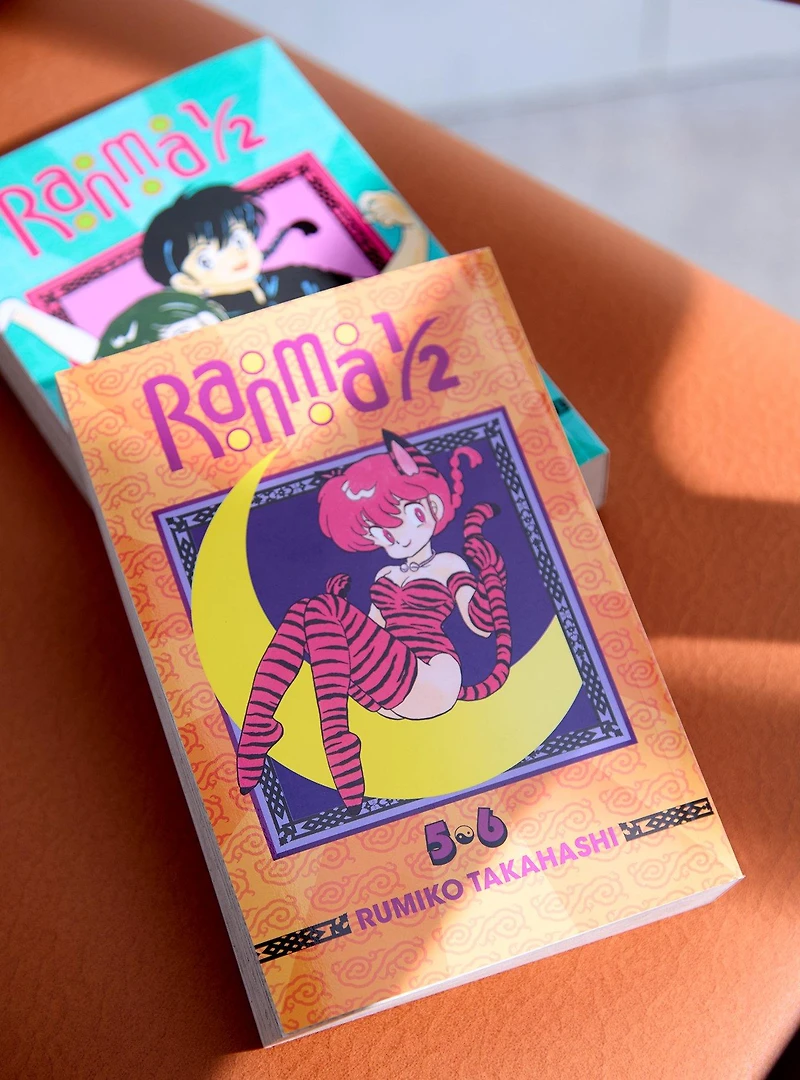 Ranma 1/2
Ranma 1/2
5•6
RUMIKO TAKAHASHI